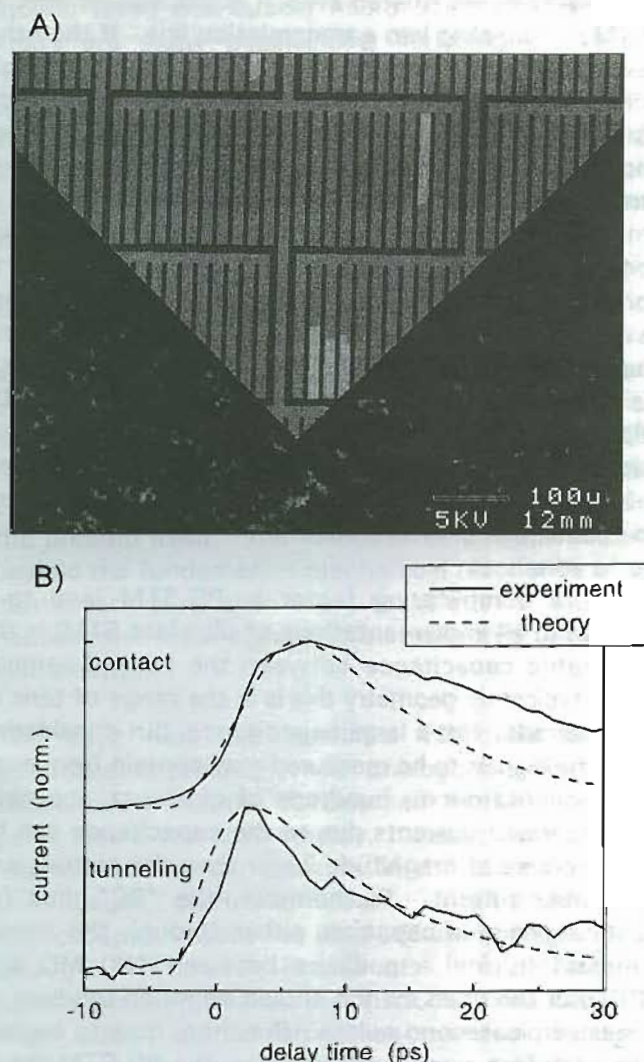 A)
100u
5KV 12mm
B)
experiment
theory
contact
tunneling
current (norm.)
-10 0 10 20 30
delay time (ps)